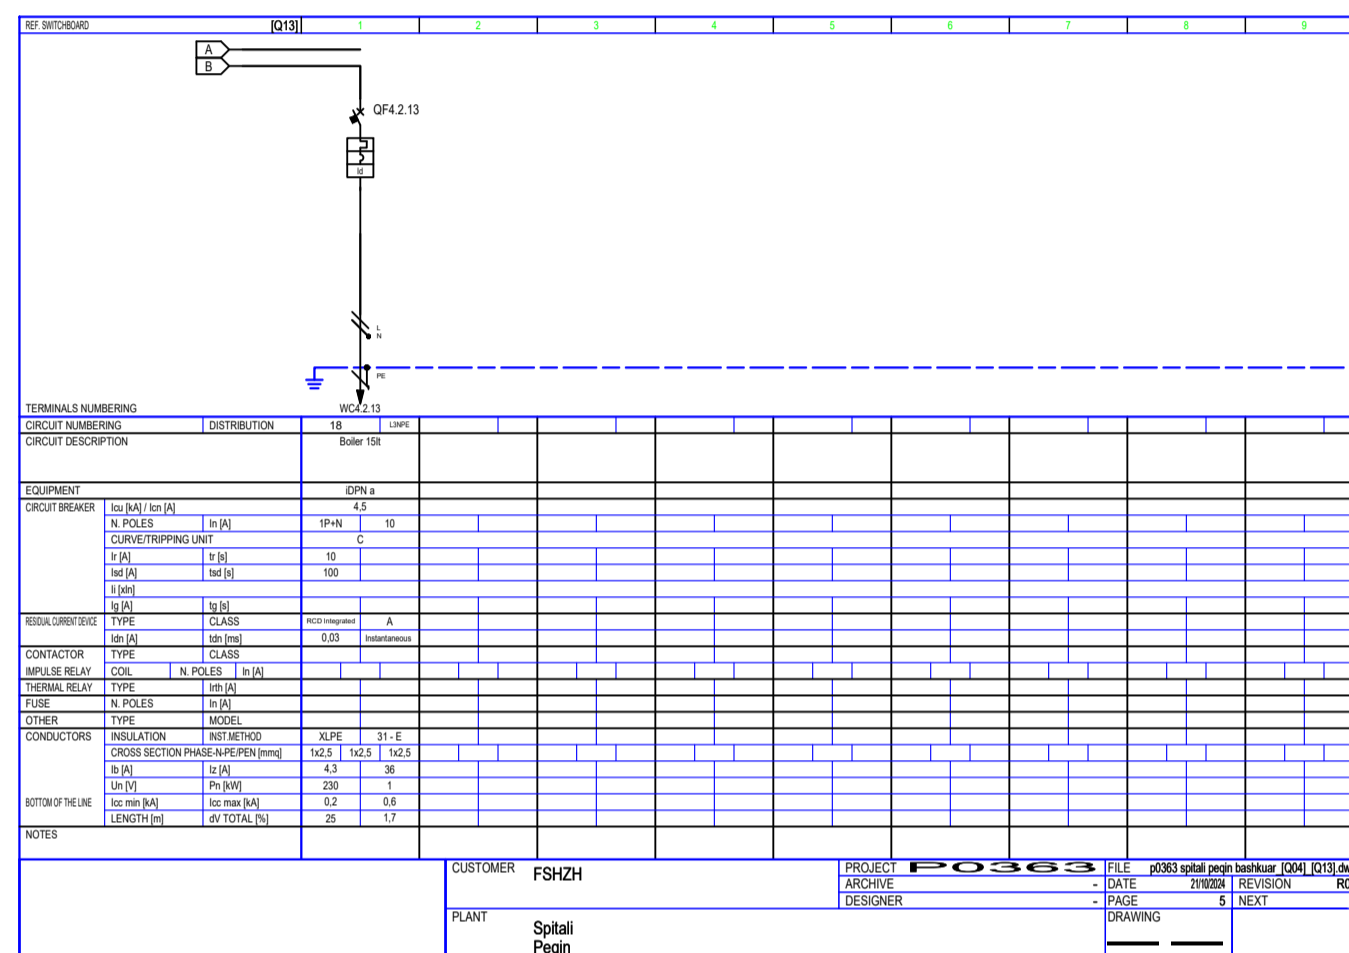 REF. SWITCHBOARD [Q13] 1 2 3 4 5 6 7 8 9
A
B
QF4.2.13
Id
L
N
PE
TERMINALS NUMBERING WC4.2.13
CIRCUIT NUMBERING DISTRIBUTION 18 L3NPE
CIRCUIT DESCRIPTION Boiler 15lt
EQUIPMENT iDPN a
CIRCUIT BREAKER Icu [kA] / Icn [A] 4,5
N. POLES In [A] 1P+N 10
CURVE/TRIPPING UNIT C
Ir [A] tr [s] 10
Isd [A] tsd [s] 100
Ii [xIn]
Ig [A] tg [s]
RESIDUAL CURRENT DEVICE TYPE CLASS RCD Integrated A
Idn [A] tdn [ms] 0,03 Instantaneous
CONTACTOR TYPE CLASS
IMPULSE RELAY COIL N. POLES In [A]
THERMAL RELAY TYPE Irth [A]
FUSE N. POLES In [A]
OTHER TYPE MODEL
CONDUCTORS INSULATION INST.METHOD XLPE 31 - E
CROSS SECTION PHASE-N-PE/PEN [mmq] 1x2,5 1x2,5 1x2,5
Ib [A] Iz [A] 4,3 36
Un [V] Pn [kW] 230 1
BOTTOM OF THE LINE Icc min [kA] Icc max [kA] 0,2 0,6
LENGTH [m] dV TOTAL [%] 25 1,7
NOTES
CUSTOMER FSHZH PROJECT P0363 FILE p0363 spitali peqin bashkuar_[Q04]_[Q13].dw
ARCHIVE - DATE 21/10/2024 REVISION R0
DESIGNER - PAGE 5 NEXT
PLANT Spitali DRAWING
Peqin